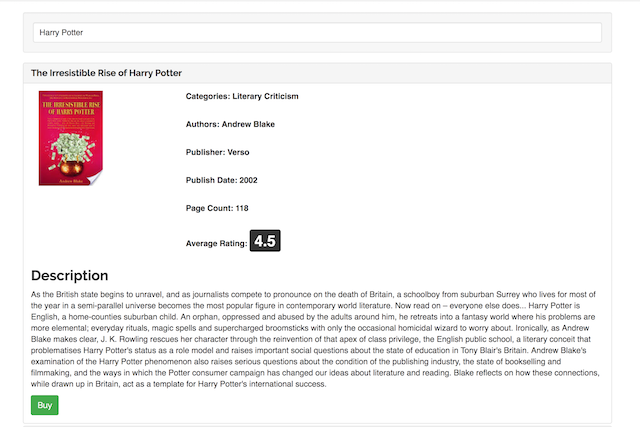 Harry Potter
The Irresistible Rise of Harry Potter
THE IRRESISTIBLE RISE
OF HARRY POTTER
Andrew Blake
Categories: Literary Criticism
Authors: Andrew Blake
Publisher: Verso
Publish Date: 2002
Page Count: 118
Average Rating: 4.5
Description
As the British state begins to unravel, and as journalists compete to pronounce on the death of Britain, a schoolboy from suburban Surrey who lives for most of
the year in a semi-parallel universe becomes the most popular figure in contemporary world literature. Now read on – everyone else does... Harry Potter is
English, a home-counties suburban child. An orphan, oppressed and abused by the adults around him, he retreats into a fantasy world where his problems are
more elemental; everyday rituals, magic spells and supercharged broomsticks with only the occasional homicidal wizard to worry about. Ironically, as Andrew
Blake makes clear, J. K. Rowling rescues her character through the reinvention of that apex of class privilege, the English public school, a literary conceit that
problematises Harry Potter's status as a role model and raises important social questions about the state of education in Tony Blair's Britain. Andrew Blake's
examination of the Harry Potter phenomenon also raises serious questions about the condition of the publishing industry, the state of bookselling and
filmmaking, and the ways in which the Potter consumer campaign has changed our ideas about literature and reading. Blake reflects on how these connections,
while drawn up in Britain, act as a template for Harry Potter's international success.
Buy